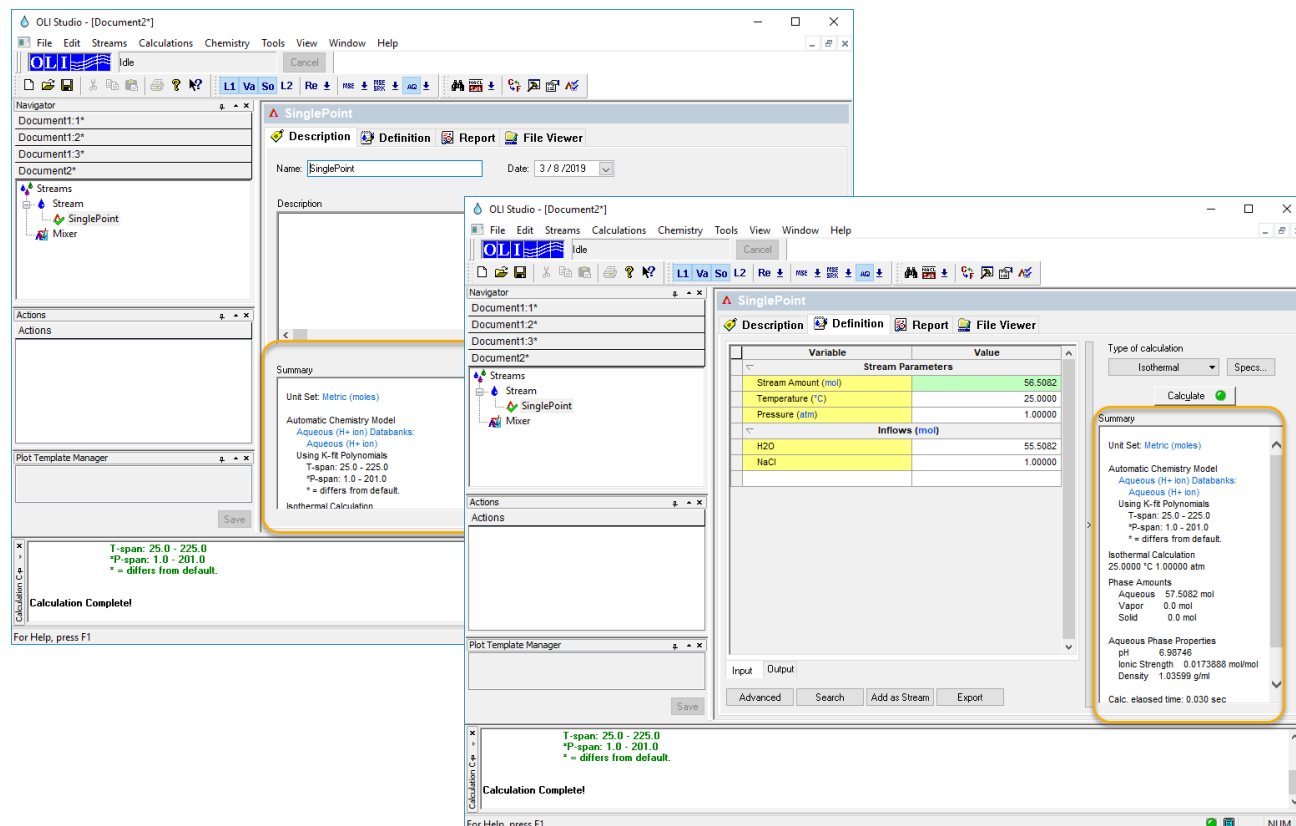 OLI Studio - [Document2*]
File Edit Streams Calculations Chemistry Tools View Window Help
OLI Idle Cancel
L1 Va So L2 Re MSE MSE SRK AQ
Navigator
Document1:1*
Document1:2*
Document1:3*
Document2*
Streams
Stream
SinglePoint
Mixer
Actions
Actions
Plot Template Manager
Save
SinglePoint
Description Definition Report File Viewer
Name: SinglePoint Date: 3 / 8 /2019
Description
Summary
Unit Set: Metric (moles)
Automatic Chemistry Model
Aqueous (H+ ion) Databanks:
Aqueous (H+ ion)
Using K-fit Polynomials
T-span: 25.0 - 225.0
*P-span: 1.0 - 201.0
* = differs from default.
Isothermal Calculation
T-span: 25.0 - 225.0
*P-span: 1.0 - 201.0
* = differs from default.
Calculation Complete!
For Help, press F1
OLI Studio - [Document2*]
File Edit Streams Calculations Chemistry Tools View Window Help
OLI Idle Cancel
L1 Va So L2 Re MSE MSE SRK AQ
Navigator
Document1:1*
Document1:2*
Document1:3*
Document2*
Streams
Stream
SinglePoint
Mixer
Actions
Actions
Plot Template Manager
Save
SinglePoint
Description Definition Report File Viewer
Variable Value
Stream Parameters
Stream Amount (mol) 56.5082
Temperature (°C) 25.0000
Pressure (atm) 1.00000
Inflows (mol)
H2O 55.5082
NaCl 1.00000
Input Output
Advanced Search Add as Stream Export
Type of calculation
Isothermal Specs...
Calculate
Summary
Unit Set: Metric (moles)
Automatic Chemistry Model
Aqueous (H+ ion) Databanks:
Aqueous (H+ ion)
Using K-fit Polynomials
T-span: 25.0 - 225.0
*P-span: 1.0 - 201.0
* = differs from default.
Isothermal Calculation
25.0000 °C 1.00000 atm
Phase Amounts
Aqueous 57.5082 mol
Vapor 0.0 mol
Solid 0.0 mol
Aqueous Phase Properties
pH 6.98746
Ionic Strength 0.0173888 mol/mol
Density 1.03599 g/ml
Calc. elapsed time: 0.030 sec
T-span: 25.0 - 225.0
*P-span: 1.0 - 201.0
* = differs from default.
Calculation Complete!
For Help, press F1
NUM